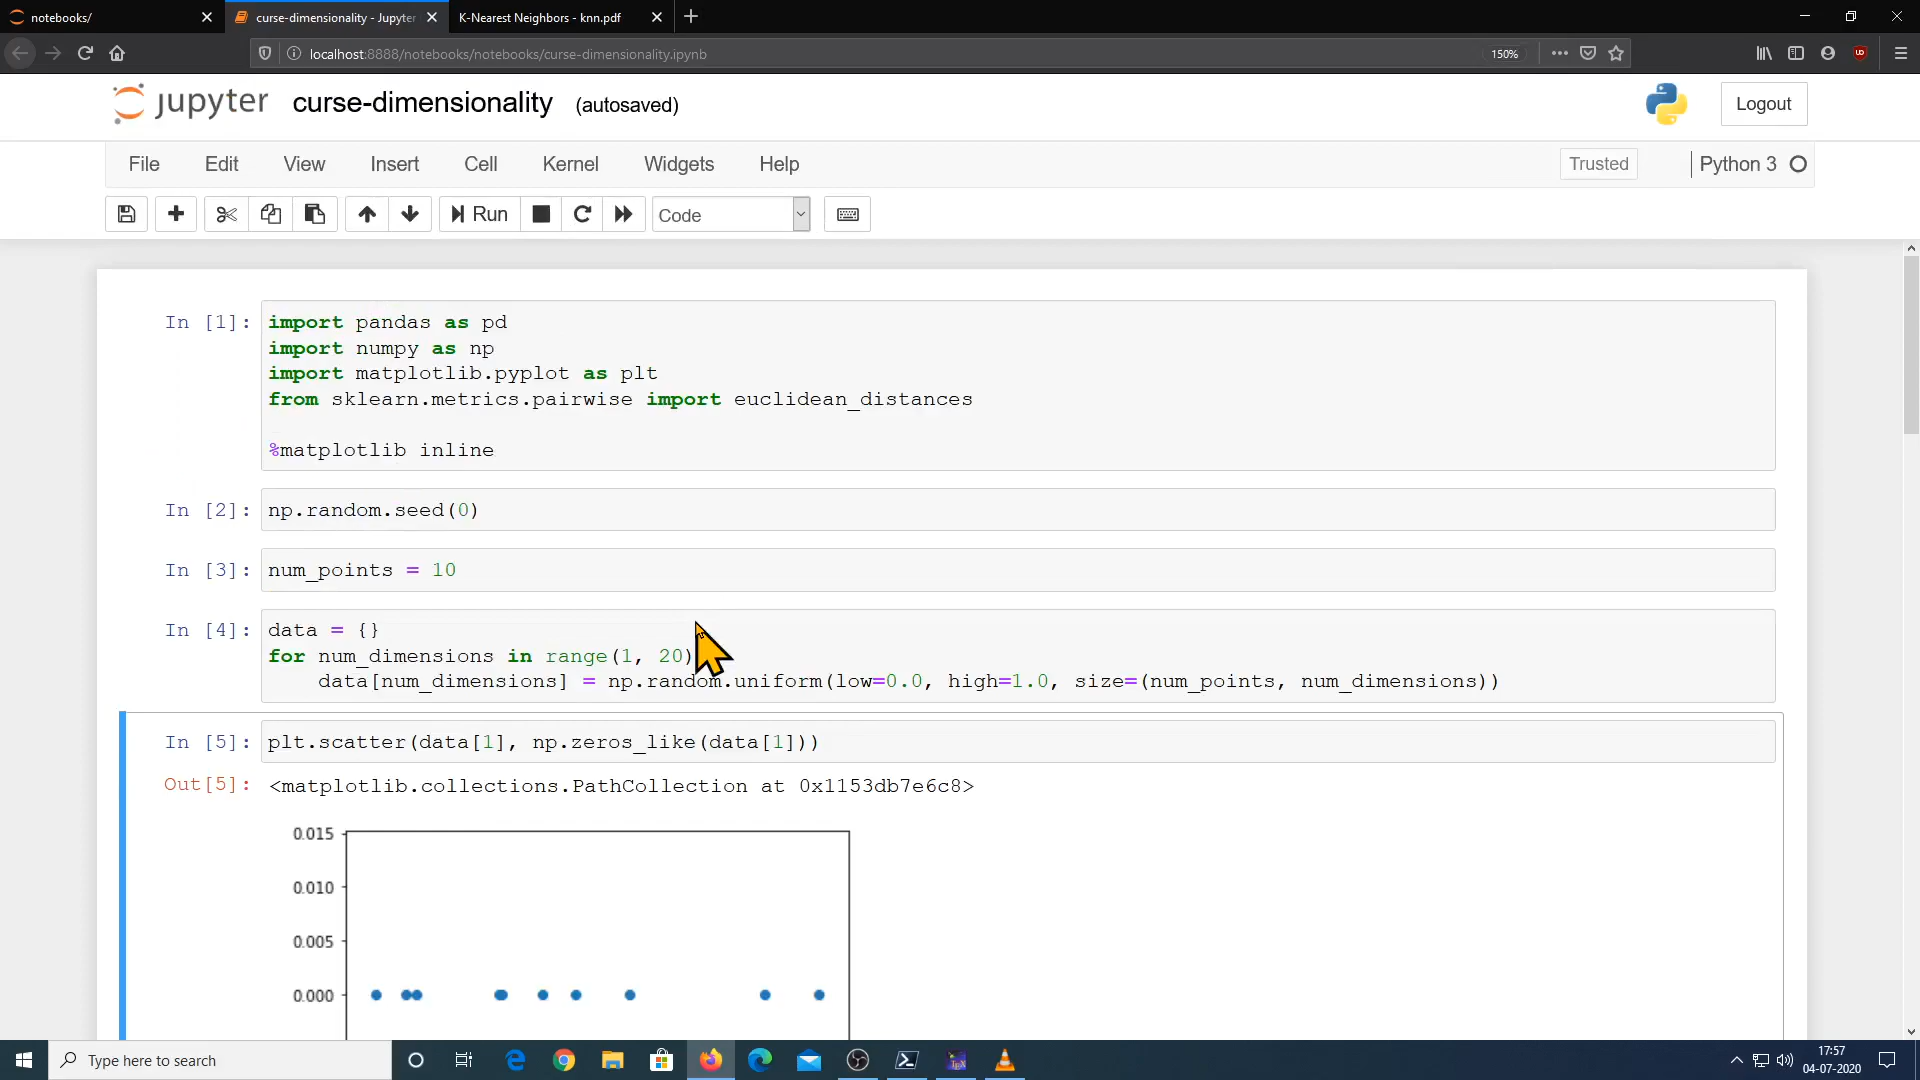 notebooks/
curse-dimensionality - Jupyter
K-Nearest Neighbors - knn.pdf
localhost:8888/notebooks/notebooks/curse-dimensionality.ipynb
150%
jupyter curse-dimensionality (autosaved)
Logout
File Edit View Insert Cell Kernel Widgets Help
Trusted
Python 3
Run
Code
In [1]: import pandas as pd
import numpy as np
import matplotlib.pyplot as plt
from sklearn.metrics.pairwise import euclidean_distances
%matplotlib inline
In [2]: np.random.seed(0)
In [3]: num_points = 10
In [4]: data = {}
for num_dimensions in range(1, 20)
data[num_dimensions] = np.random.uniform(low=0.0, high=1.0, size=(num_points, num_dimensions))
In [5]: plt.scatter(data[1], np.zeros_like(data[1]))
Out[5]: <matplotlib.collections.PathCollection at 0x1153db7e6c8>
0.015
0.010
0.005
0.000
Type here to search
17:57
04-07-2020